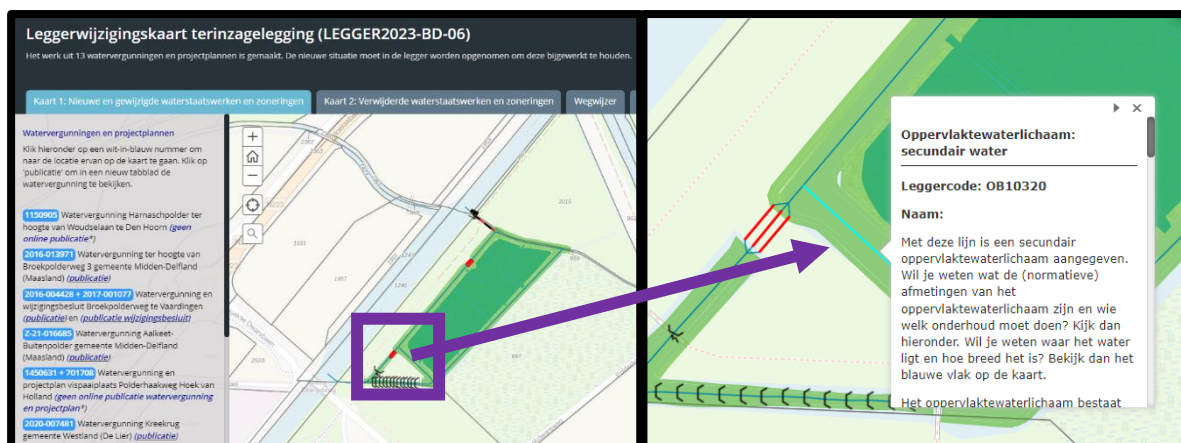 Leggerwijzigingskaart terinzagelegging (LEGGER2023-BD-06)
Het werk uit 13 watervergunningen en projectplannen is gemaakt. De nieuwe situatie moet in de legger worden opgenomen om deze bijgewerkt te houden.
Kaart 1: Nieuwe en gewijzigde waterstaatswerken en zoneringen
Kaart 2: Verwijderde waterstaatswerken en zoneringen
Wegwijzer
Watervergunningen en projectplannen
Klik hieronder op een wit-in-blauw nummer om
naar de locatie ervan op de kaart te gaan. Klik op
'publicatie' om in een nieuw tabblad de
watervergunning te bekijken.
1150905 Watervergunning Harnaschpolder ter
hoogte van Woudselaan te Den Hoorn (geen
online publicatie*)
2016-013971 Watervergunning ter hoogte van
Broekpolderweg 3 gemeente Midden-Delfland
(Maasland) (publicatie)
2016-004428 + 2017-001077 Watervergunning en
wijzigingsbesluit Broekpolderweg te Vaardingen
(publicatie) en (publicatie wijzigingsbesluit)
Z-21-016685 Watervergunning Aalkeet-
Buitenpolder gemeente Midden-Delfland
(Maasland) (publicatie)
1450631 + 701708 Watervergunning en
projectplan vispaaiplaats Polderhaakweg Hoek van
Holland (geen online publicatie watervergunning
en projectplan*)
2020-007481 Watervergunning Kreekrug
gemeente Westland (De Lier) (publicatie)
Oppervlaktewaterlichaam:
secundair water
Leggercode: OB10320
Naam:
Met deze lijn is een secundair
oppervlaktewaterlichaam aangegeven.
Wil je weten wat de (normatieve)
afmetingen van het
oppervlaktewaterlichaam zijn en wie
welk onderhoud moet doen? Kijk dan
hieronder. Wil je weten waar het water
ligt en hoe breed het is? Bekijk dan het
blauwe vlak op de kaart.
Het oppervlaktewaterlichaam bestaat